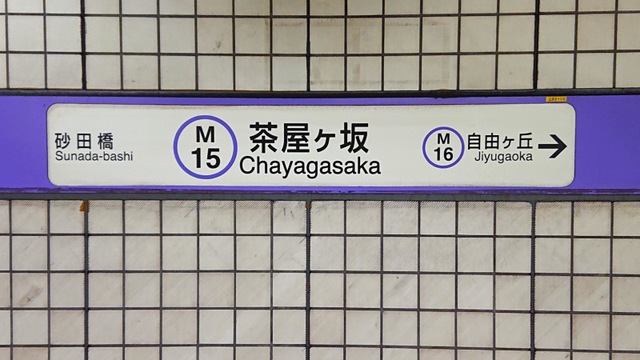 砂田橋
Sunada-bashi
M
15
茶屋ヶ坂
Chayagasaka
M
16
自由ヶ丘
Jiyugaoka